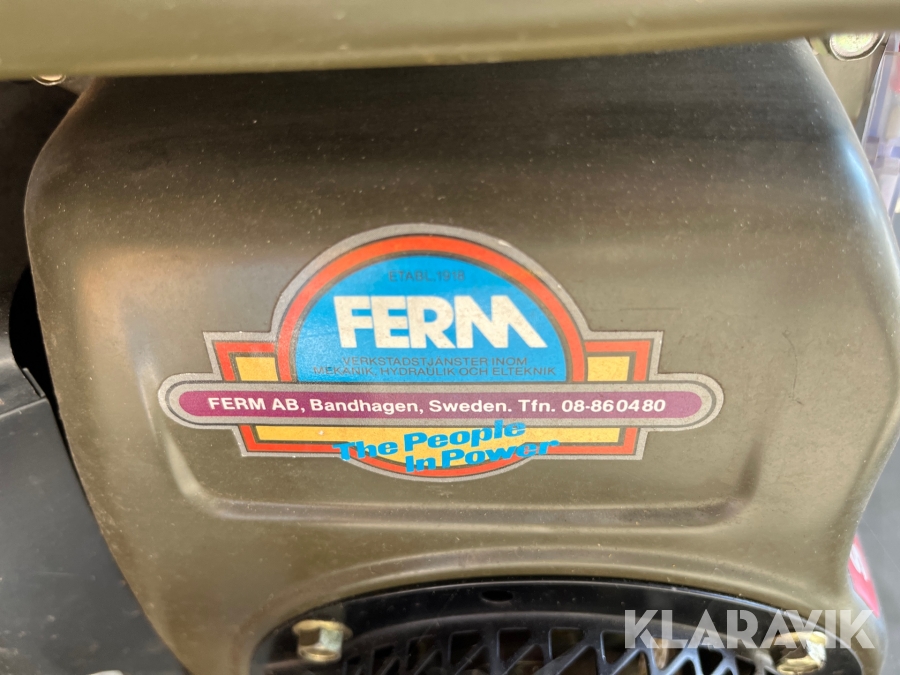 ETABL. 1918
FERM
VERKSTADSTJÄNSTER INOM
MEKANIK, HYDRAULIK OCH ELTEKNIK
FERM AB, Bandhagen, Sweden. Tfn. 08-860480
The People
In Power
KLARAVIK